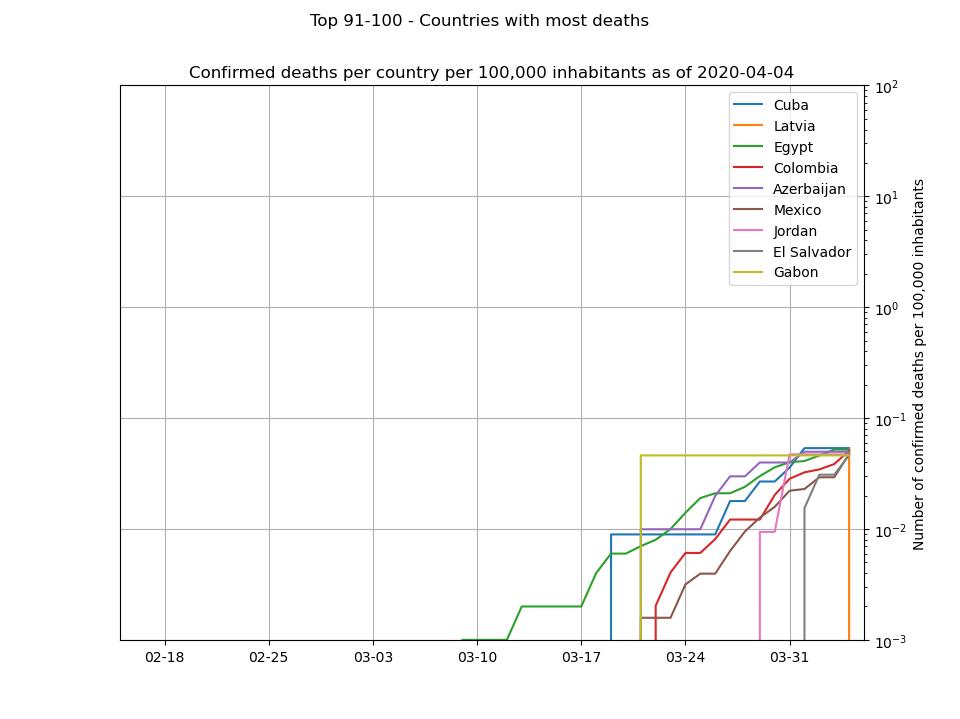 Top 91-100 - Countries with most deaths
Confirmed deaths per country per 100,000 inhabitants as of 2020-04-04
Cuba
Latvia
Egypt
Colombia
Azerbaijan
Mexico
Jordan
El Salvador
Gabon
10²
10¹
10⁰
10⁻¹
10⁻²
10⁻³
Number of confirmed deaths per 100,000 inhabitants
02-18
02-25
03-03
03-10
03-17
03-24
03-31